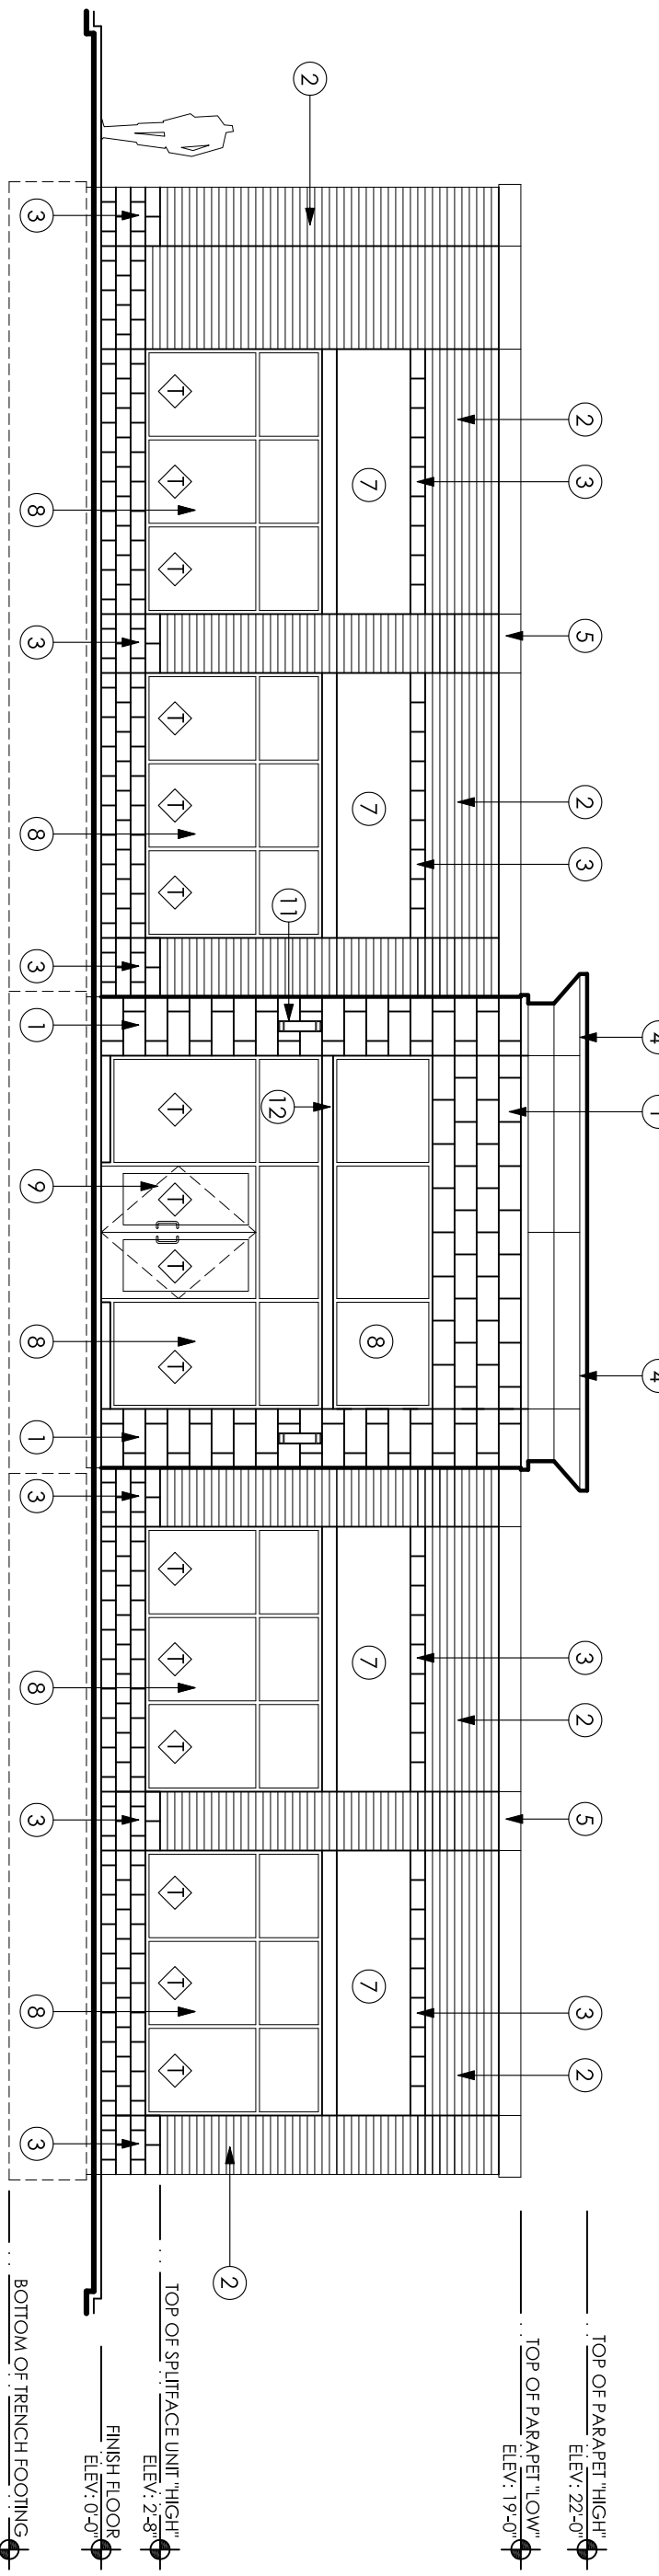 4 1 4
TOP OF PARAPET "HIGH"
ELEV: 22'-0"
2 3 5 2 3 3 2 5 3 2
TOP OF PARAPET "LOW"
ELEV: 19'-0"
7 7 8 7 7
2
11
12
2
T T T T T T T T T T T T T T T T
TOP OF SPLITFACE UNIT "HIGH"
ELEV: 2'-8"
FINISH FLOOR
ELEV: 0'-0"
3 8 3 8 3 1 9 8 1 3 8 3 8 3
BOTTOM OF TRENCH FOOTING